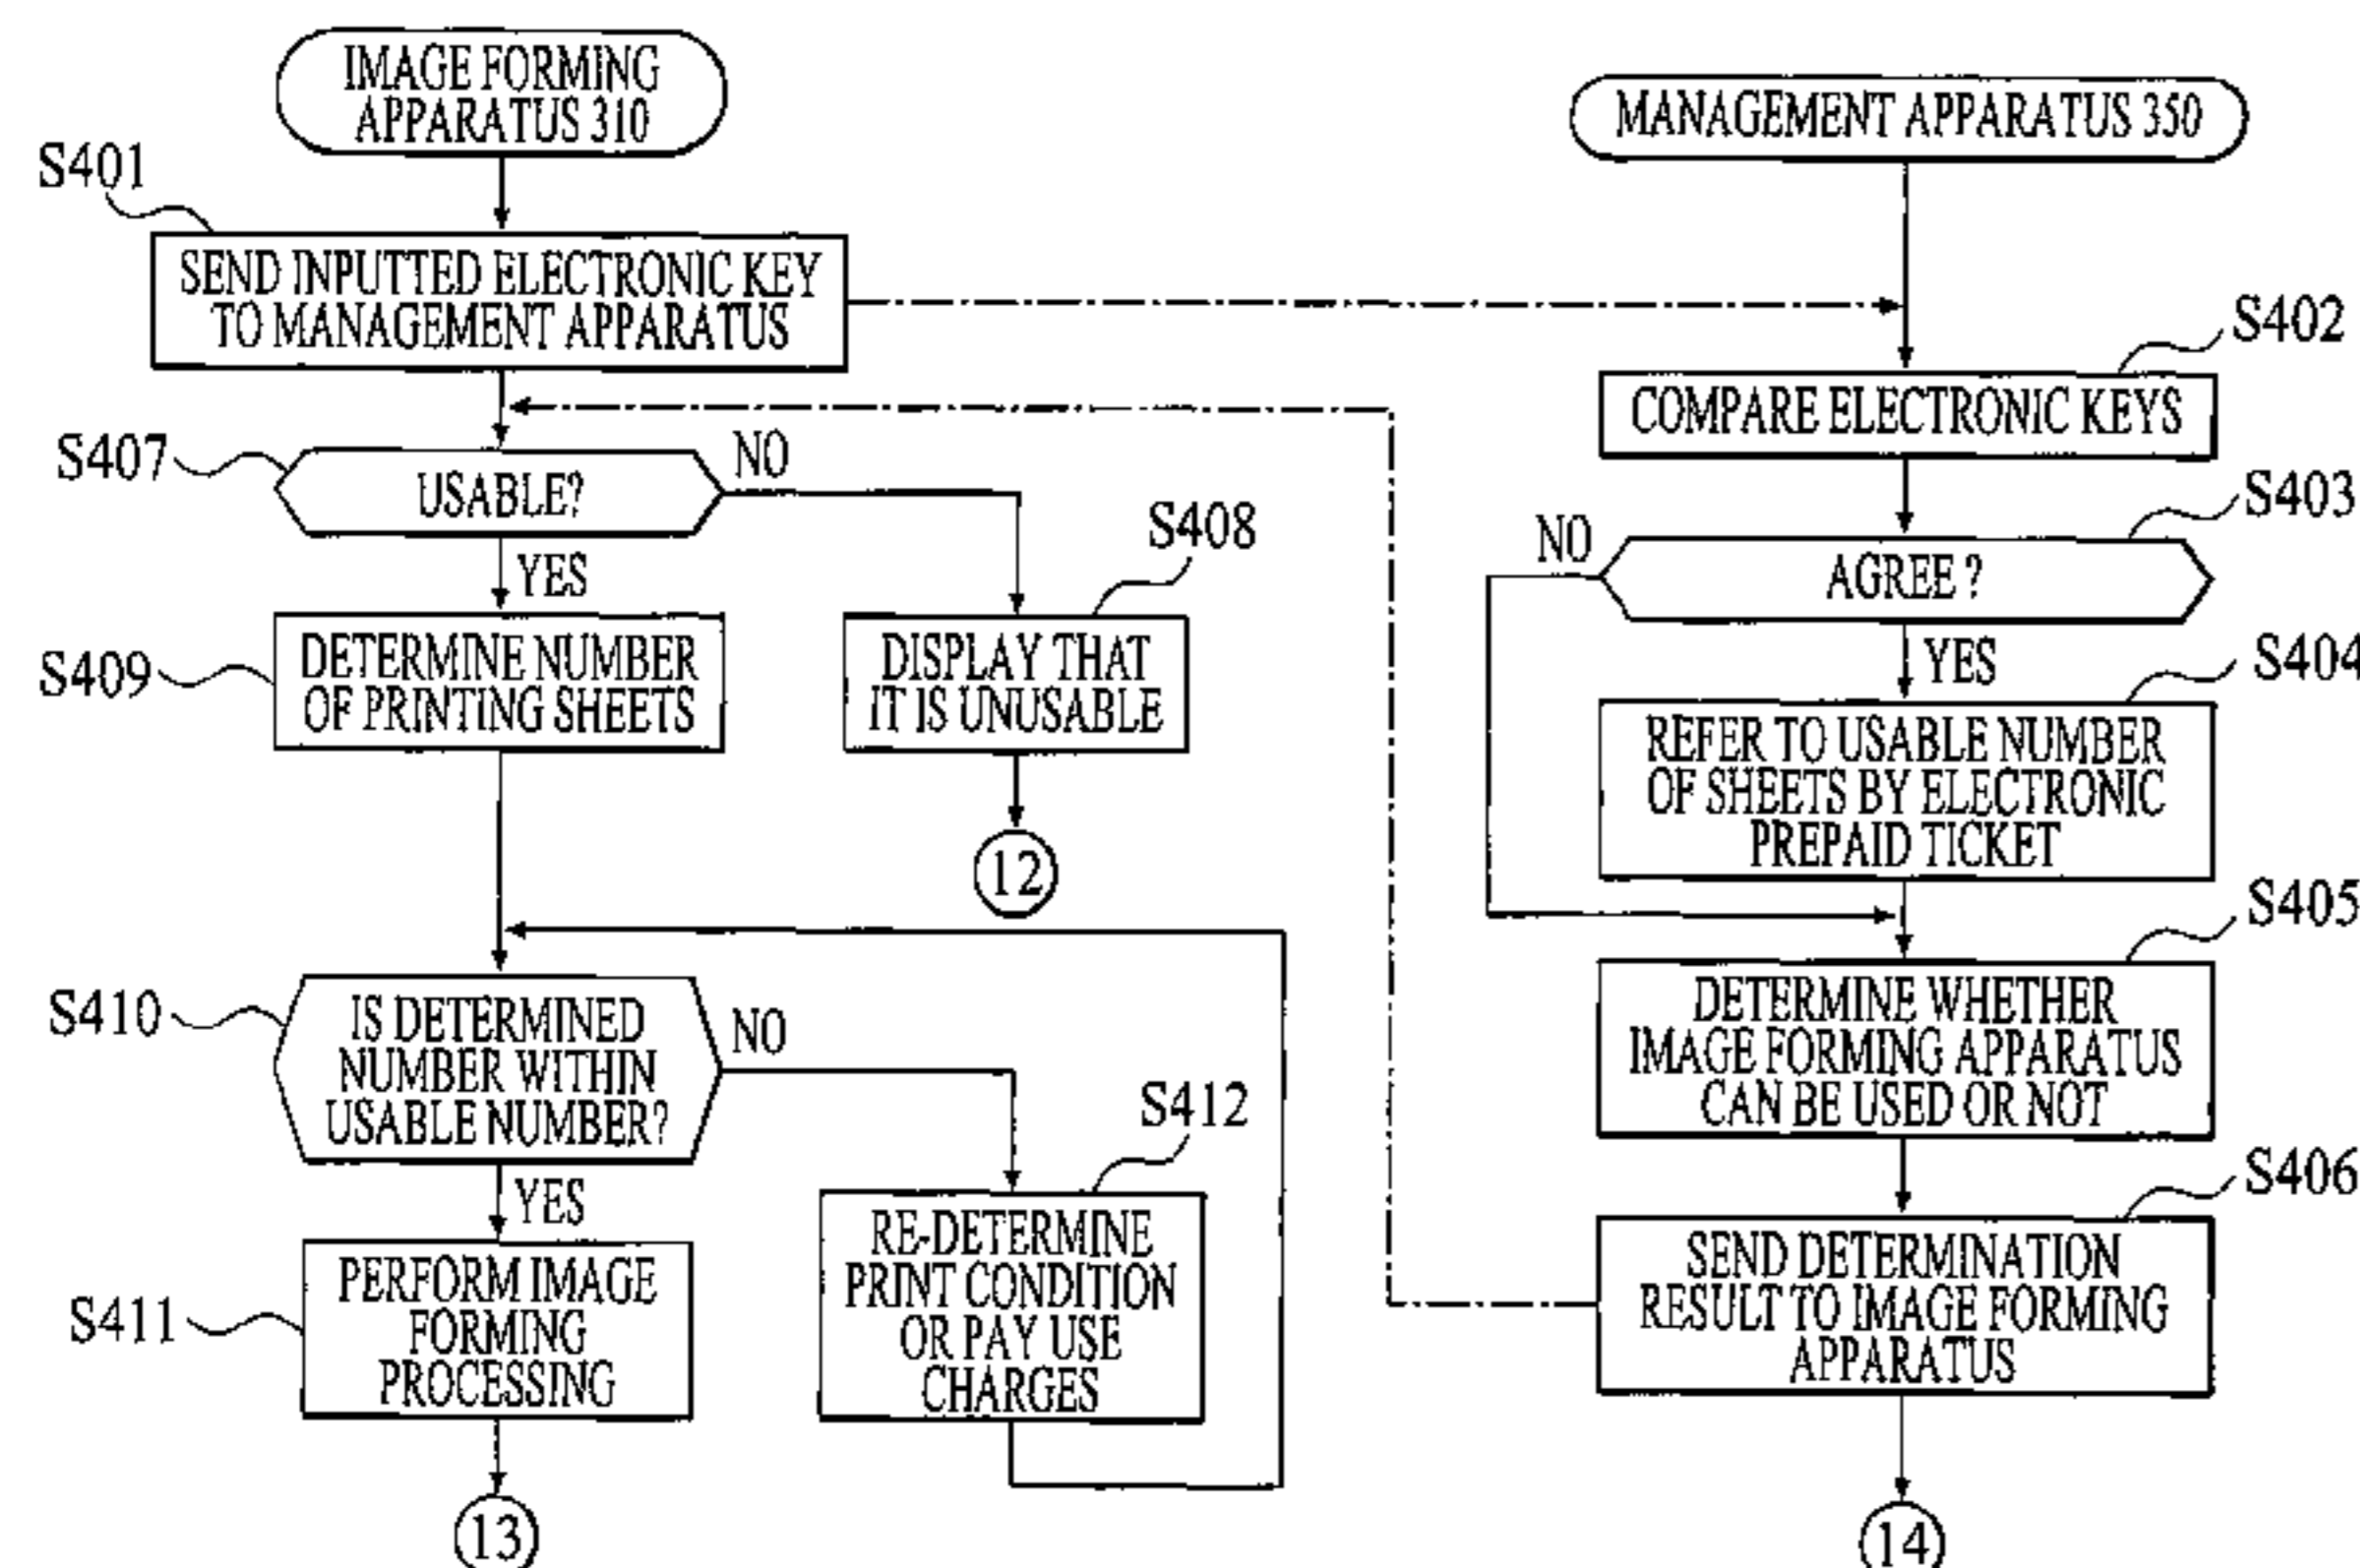 IMAGE FORMING
APPARATUS 310
S401
SEND INPUTTED ELECTRONIC KEY
TO MANAGEMENT APPARATUS
S407
USABLE?
NO
YES
S408
DISPLAY THAT
IT IS UNUSABLE
12
S409
DETERMINE NUMBER
OF PRINTING SHEETS
S410
IS DETERMINED
NUMBER WITHIN
USABLE NUMBER?
NO
YES
S412
RE-DETERMINE
PRINT CONDITION
OR PAY USE
CHARGES
S411
PERFORM IMAGE
FORMING
PROCESSING
13
MANAGEMENT APPARATUS 350
S402
COMPARE ELECTRONIC KEYS
S403
AGREE ?
NO
YES
S404
REFER TO USABLE NUMBER
OF SHEETS BY ELECTRONIC
PREPAID TICKET
S405
DETERMINE WHETHER
IMAGE FORMING APPARATUS
CAN BE USED OR NOT
S406
SEND DETERMINATION
RESULT TO IMAGE FORMING
APPARATUS
14